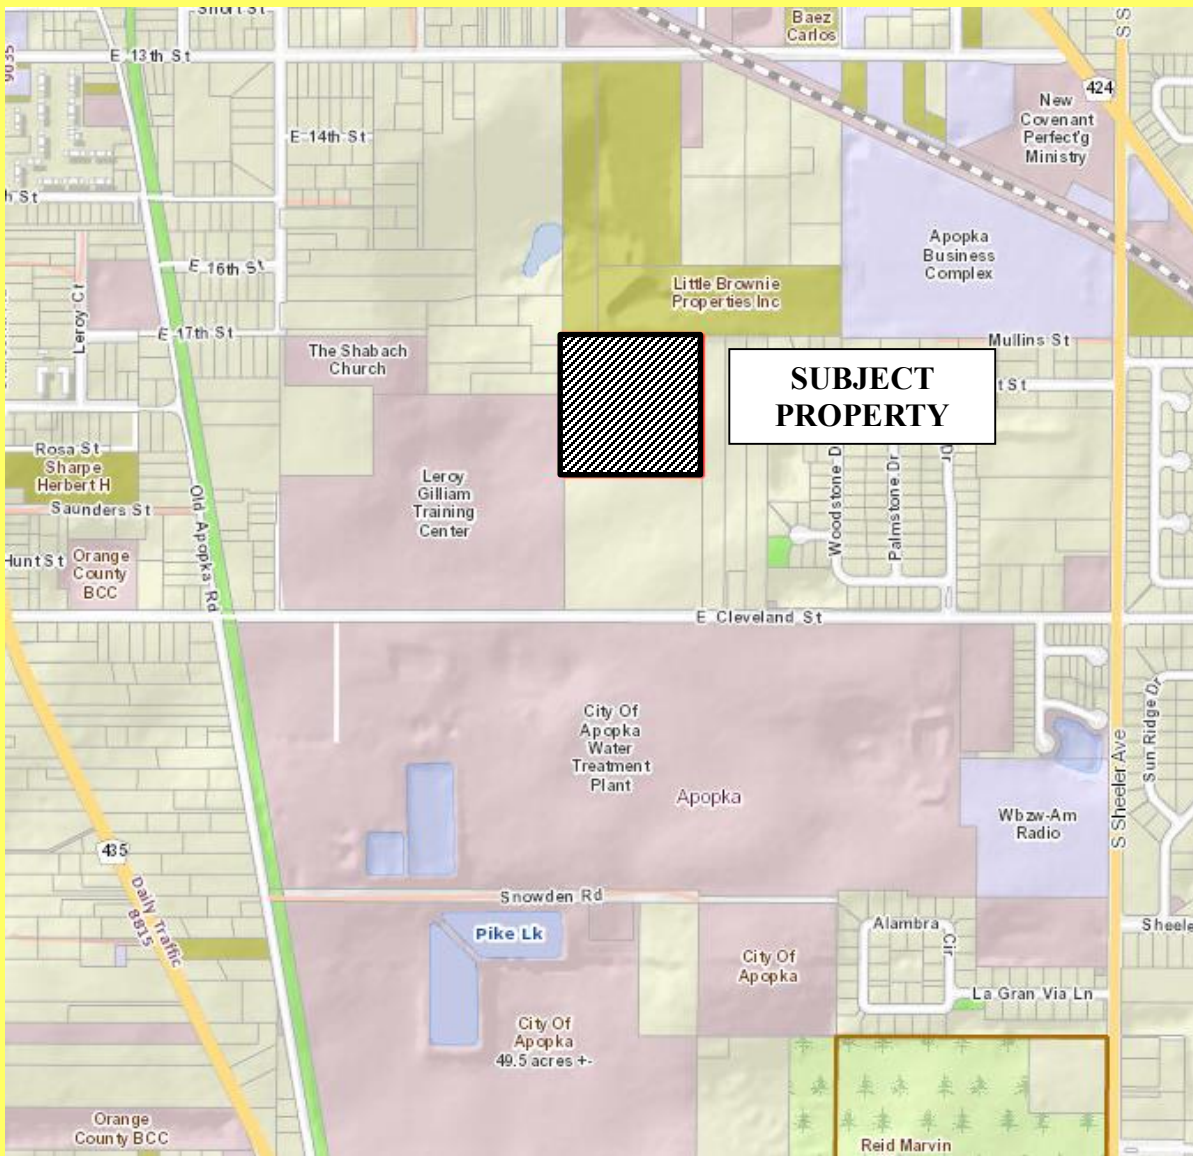 Short St
S S
Baez
Carlos
E 13th St
9035
424
New
Covenant
Perfect'g
Ministry
E 14th St
h St
Apopka
Business
Complex
E 16th St
Little Brownie
Properties Inc
Leroy Ct
E 17th St
Mullins St
The Shabach
Church
SUBJECT
PROPERTY
t St
Rosa St
Sharpe
Herbert H
Saunders St
Leroy
Gilliam
Training
Center
Old Apopka Rd
Woodstone D
Palmstone Dr
Dr
Hunt St
Orange
County
BCC
E Cleveland St
City Of
Apopka
Water
Treatment
Plant
Apopka
Sun Ridge Dr
S Sheeler Ave
Wbzw-Am
Radio
435
Daily Traffic
8815
Snowden Rd
Pike Lk
Alambra
Cir
Sheele
City Of
Apopka
La Gran Via Ln
City Of
Apopka
49.5 acres +-
Orange
County BCC
Reid Marvin